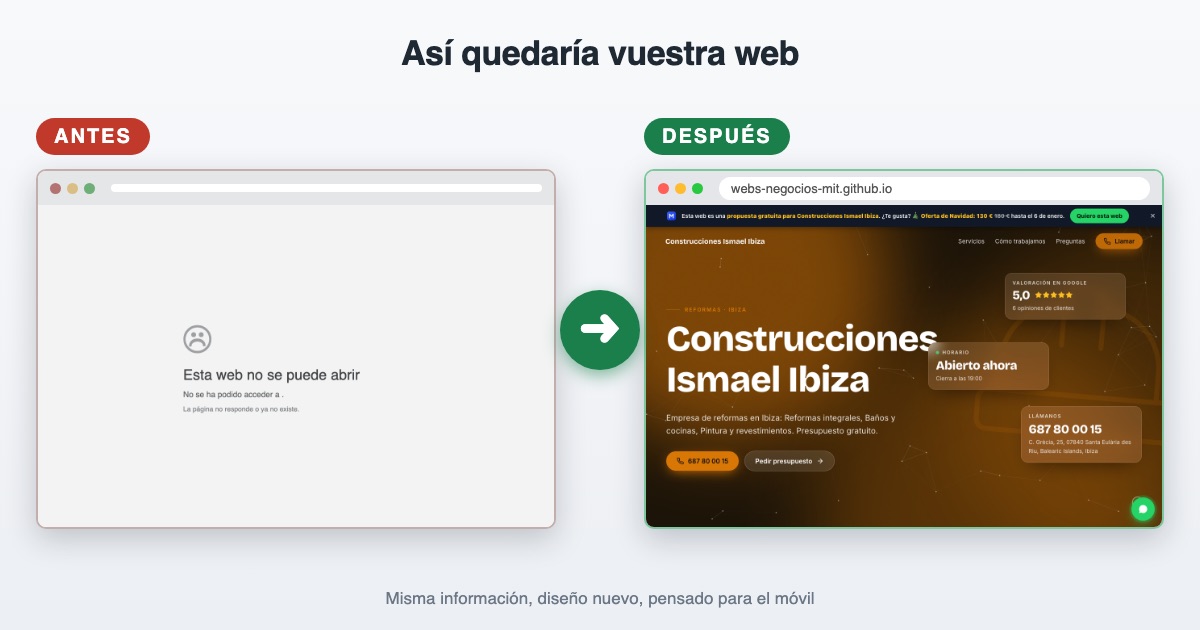 Así quedaría vuestra web
ANTES
DESPUÉS
webs-negocios-mit.github.io
M
Esta web es una propuesta gratuita para Construcciones Ismael Ibiza. ¿Te gusta? 🎄 Oferta de Navidad: 130 € 180 € hasta el 6 de enero.
Quiero esta web
×
Construcciones Ismael Ibiza
Servicios
Cómo trabajamos
Preguntas
Llamar
VALORACIÓN EN GOOGLE
5,0 ★★★★★
6 opiniones de clientes
REFORMAS · IBIZA
Construcciones
Ismael Ibiza
HORARIO
Abierto ahora
Cierra a las 18:00
Esta web no se puede abrir
No se ha podido acceder a .
La página no responde o ya no existe.
Empresa de reformas en Ibiza: Reformas integrales, Baños y
cocinas, Pintura y revestimientos. Presupuesto gratuito.
LLÁMANOS
687 80 00 15
C. Grècia, 25, 07840 Santa Eulària des
Riu, Balearic Islands, Ibiza
687 80 00 15
Pedir presupuesto →
Misma información, diseño nuevo, pensado para el móvil